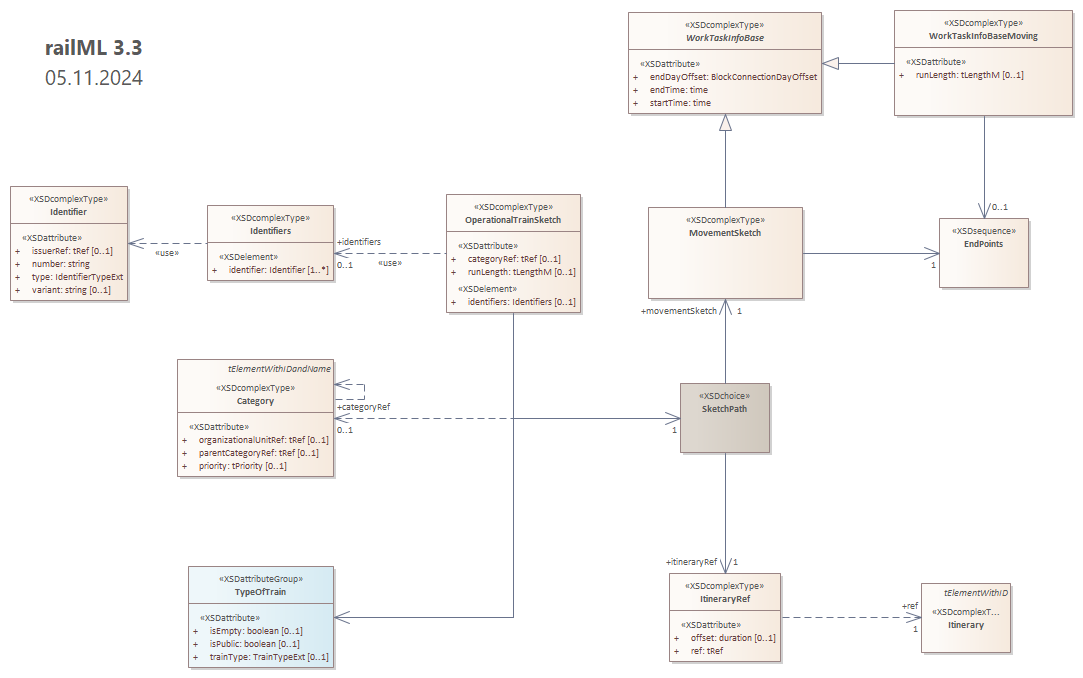 railML 3.3
05.11.2024
«XSDcomplexType»
WorkTaskInfoBase
«XSDattribute»
+ endDayOffset: BlockConnectionDayOffset
+ endTime: time
+ startTime: time
«XSDcomplexType»
WorkTaskInfoBaseMoving
«XSDattribute»
+ runLength: tLengthM [0..1]
«XSDcomplexType»
Identifier
«XSDattribute»
+ issuerRef: tRef [0..1]
+ number: string
+ type: IdentifierTypeExt
+ variant: string [0..1]
«use»
«XSDcomplexType»
Identifiers
«XSDelement»
+ identifier: Identifier [1..*]
+identifiers
0..1
«use»
«XSDcomplexType»
OperationalTrainSketch
«XSDattribute»
+ categoryRef: tRef [0..1]
+ runLength: tLengthM [0..1]
«XSDelement»
+ identifiers: Identifiers [0..1]
«XSDcomplexType»
MovementSketch
0..1
1
«XSDsequence»
EndPoints
+movementSketch
1
tElementWithIDandName
«XSDcomplexType»
Category
«XSDattribute»
+ organizationalUnitRef: tRef [0..1]
+ parentCategoryRef: tRef [0..1]
+ priority: tPriority [0..1]
+categoryRef
0..1
1
«XSDchoice»
SketchPath
+itineraryRef
1
«XSDattributeGroup»
TypeOfTrain
«XSDattribute»
+ isEmpty: boolean [0..1]
+ isPublic: boolean [0..1]
+ trainType: TrainTypeExt [0..1]
«XSDcomplexType»
ItineraryRef
«XSDattribute»
+ offset: duration [0..1]
+ ref: tRef
+ref
1
tElementWithID
«XSDcomplexT...
Itinerary